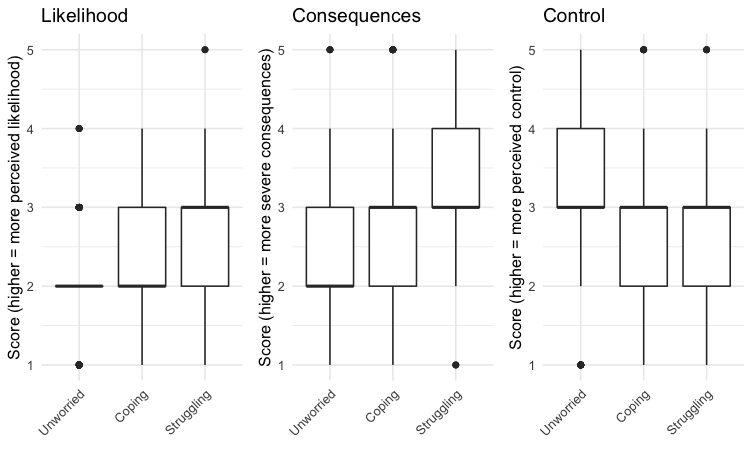 Likelihood
Consequences
Control
Score (higher = more perceived likelihood)
5
4
3
2
1
Unworried
Coping
Struggling
Score (higher = more severe consequences)
5
4
3
2
1
Unworried
Coping
Struggling
Score (higher = more perceived control)
5
4
3
2
1
Unworried
Coping
Struggling